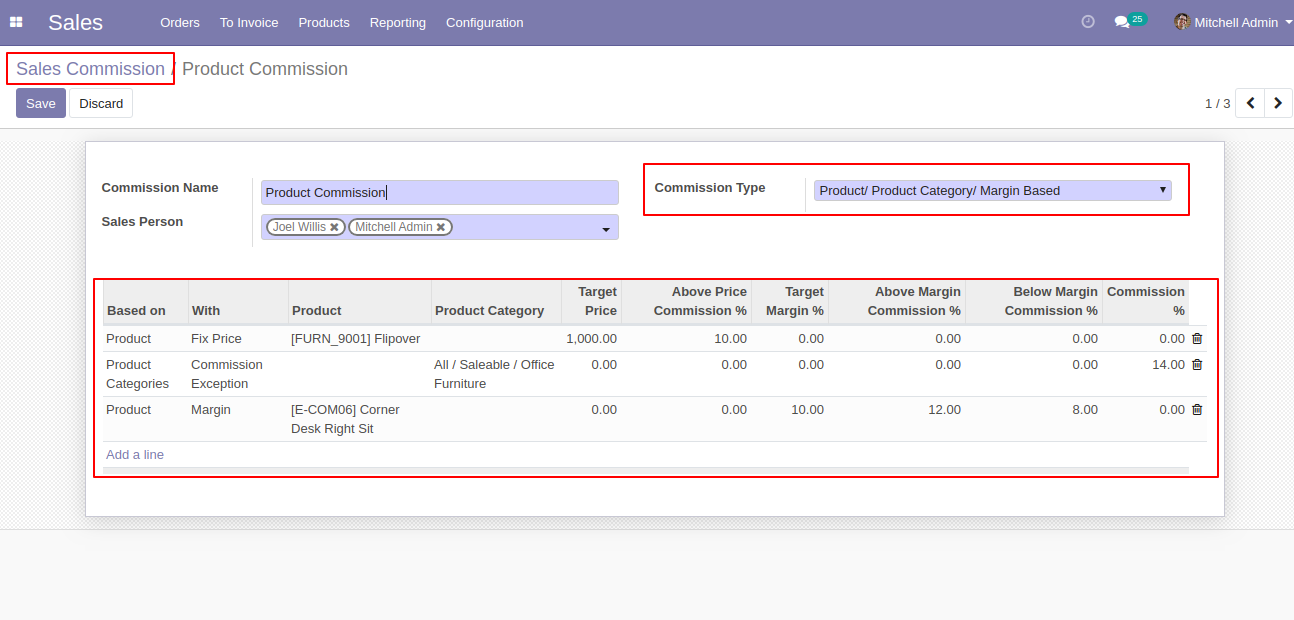 Sales Orders To Invoice Products Reporting Configuration 25 Mitchell Admin
Sales Commission / Product Commission
Save Discard 1 / 3
Commission Name Product Commission Commission Type Product/ Product Category/ Margin Based
Sales Person Joel Willis Mitchell Admin
Target Above Price Target Above Margin Below Margin Commission
Based on With Product Product Category Price Commission % Margin % Commission % Commission % %
Product Fix Price [FURN_9001] Flipover 1,000.00 10.00 0.00 0.00 0.00 0.00
Product Commission All / Saleable / Office 0.00 0.00 0.00 0.00 0.00 14.00
Categories Exception Furniture
Product Margin [E-COM06] Corner 0.00 0.00 10.00 12.00 8.00 0.00
Desk Right Sit
Add a line